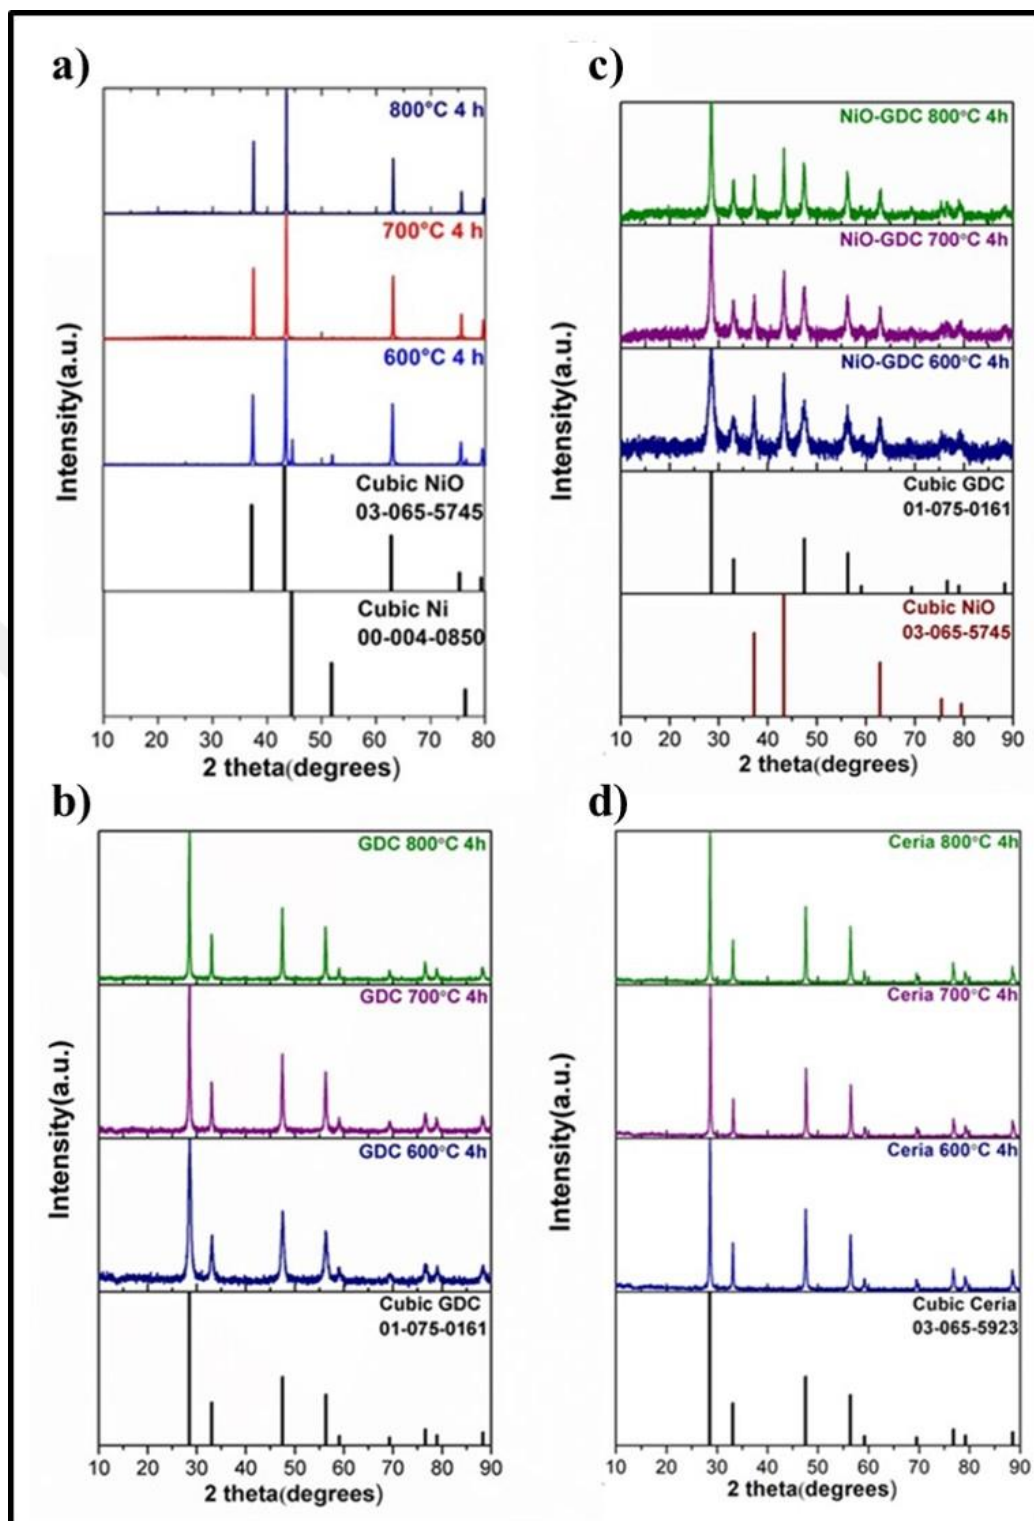 a)
800°C 4 h
700°C 4 h
600°C 4 h
Cubic NiO
03-065-5745
Cubic Ni
00-004-0850
Intensity(a.u.)
10 20 30 40 50 60 70 80
2 theta(degrees)
c)
NiO-GDC 800°C 4h
NiO-GDC 700°C 4h
NiO-GDC 600°C 4h
Cubic GDC
01-075-0161
Cubic NiO
03-065-5745
Intensity(a.u.)
10 20 30 40 50 60 70 80 90
2 theta(degrees)
b)
GDC 800°C 4h
GDC 700°C 4h
GDC 600°C 4h
Cubic GDC
01-075-0161
Intensity(a.u.)
10 20 30 40 50 60 70 80 90
2 theta(degrees)
d)
Ceria 800°C 4h
Ceria 700°C 4h
Ceria 600°C 4h
Cubic Ceria
03-065-5923
Intensity(a.u.)
10 20 30 40 50 60 70 80 90
2 theta(degrees)